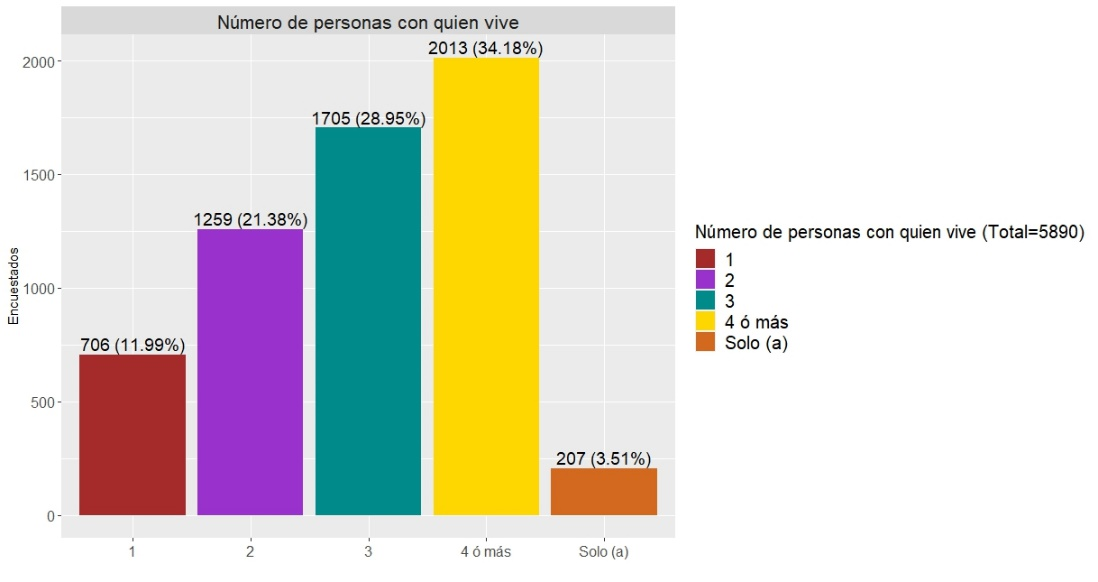 Número de personas con quien vive
2013 (34.18%)
2000
1705 (28.95%)
1500
1259 (21.38%)
1000
706 (11.99%)
500
207 (3.51%)
0
Encuestados
1
2
3
4 ó más
Solo (a)
Número de personas con quien vive (Total=5890)
1
2
3
4 ó más
Solo (a)